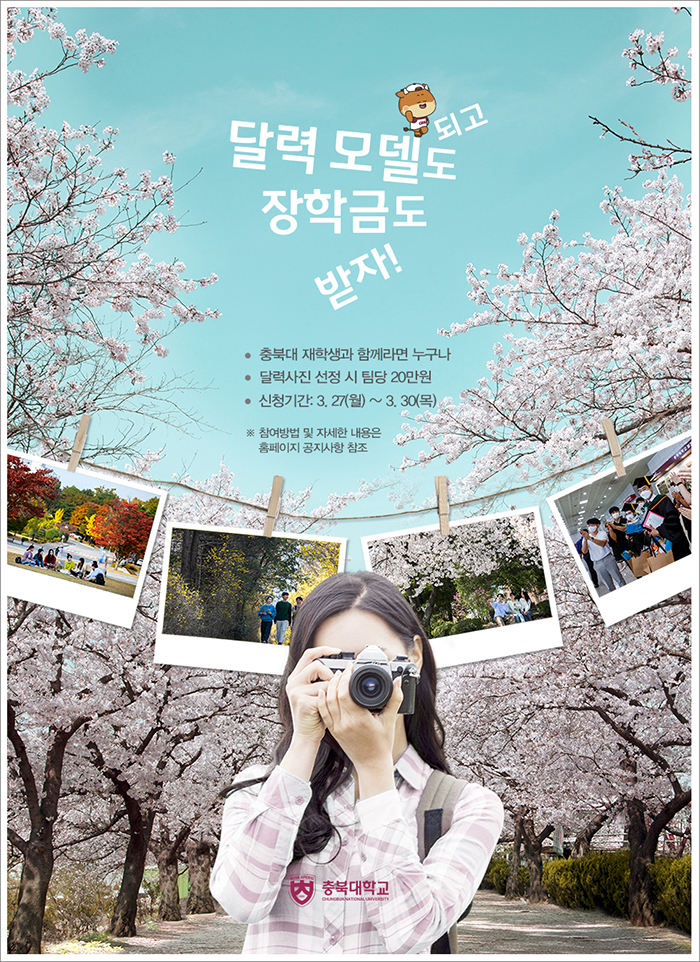 달력 모델도 되고
장학금도
받자!
• 충북대 재학생과 함께라면 누구나
• 달력사진 선정 시 팀당 20만원
• 신청기간: 3. 27(월) ~ 3. 30(목)
※ 참여방법 및 자세한 내용은
홈페이지 공지사항 참조
충북대학교
CHUNGBUK NATIONAL UNIVERSITY